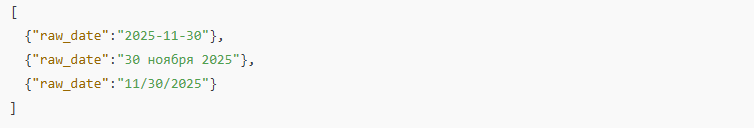 [
{"raw_date":"2025-11-30"},
{"raw_date":"30 ноября 2025"},
{"raw_date":"11/30/2025"}
]